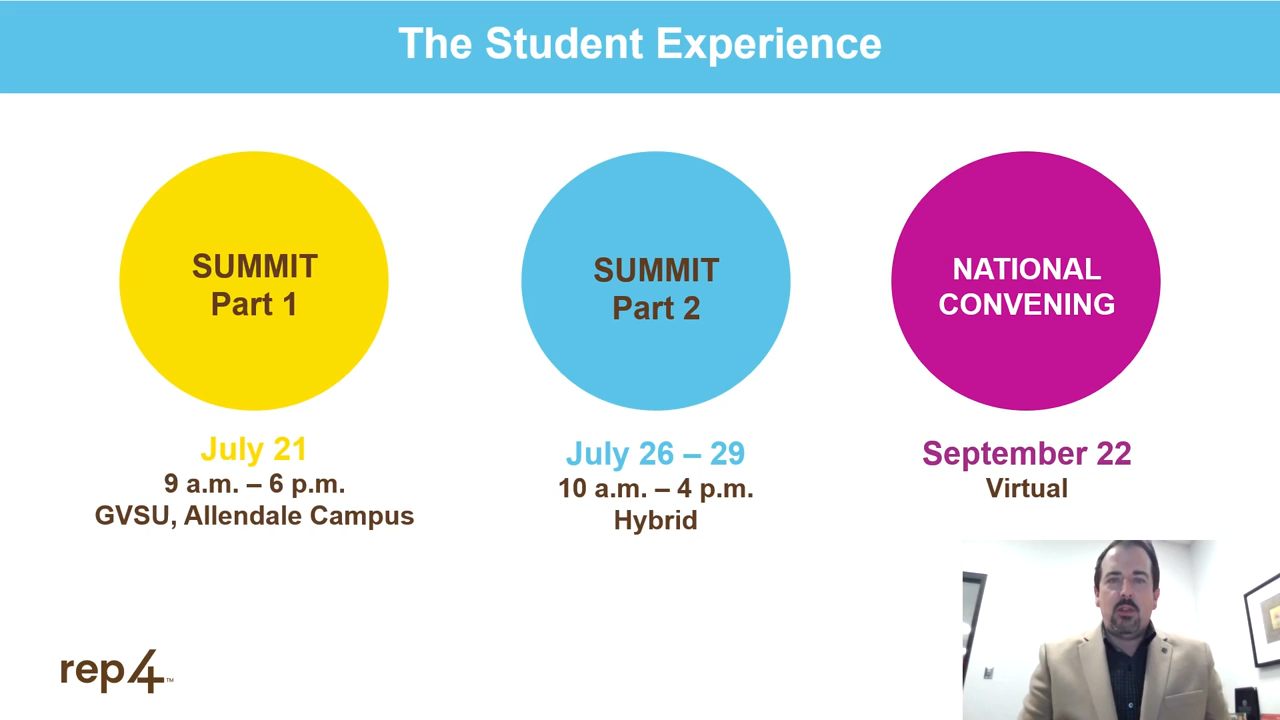 The Student Experience
SUMMIT
Part 1
July 21
9 a.m. – 6 p.m.
GVSU, Allendale Campus
SUMMIT
Part 2
July 26 – 29
10 a.m. – 4 p.m.
Hybrid
NATIONAL
CONVENING
September 22
Virtual
rep4™